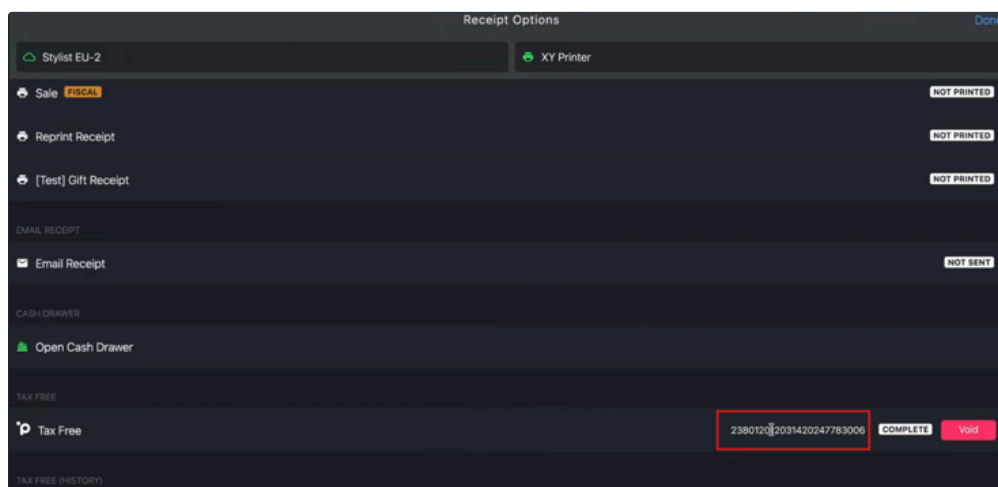 Receipt Options
Done
Stylist EU-2
XY Printer
Sale FISCAL
NOT PRINTED
Reprint Receipt
NOT PRINTED
[Test] Gift Receipt
NOT PRINTED
EMAIL RECEIPT
Email Receipt
NOT SENT
CASH DRAWER
Open Cash Drawer
TAX FREE
Tax Free
COMPLETE
Void
TAX FREE (HISTORY)